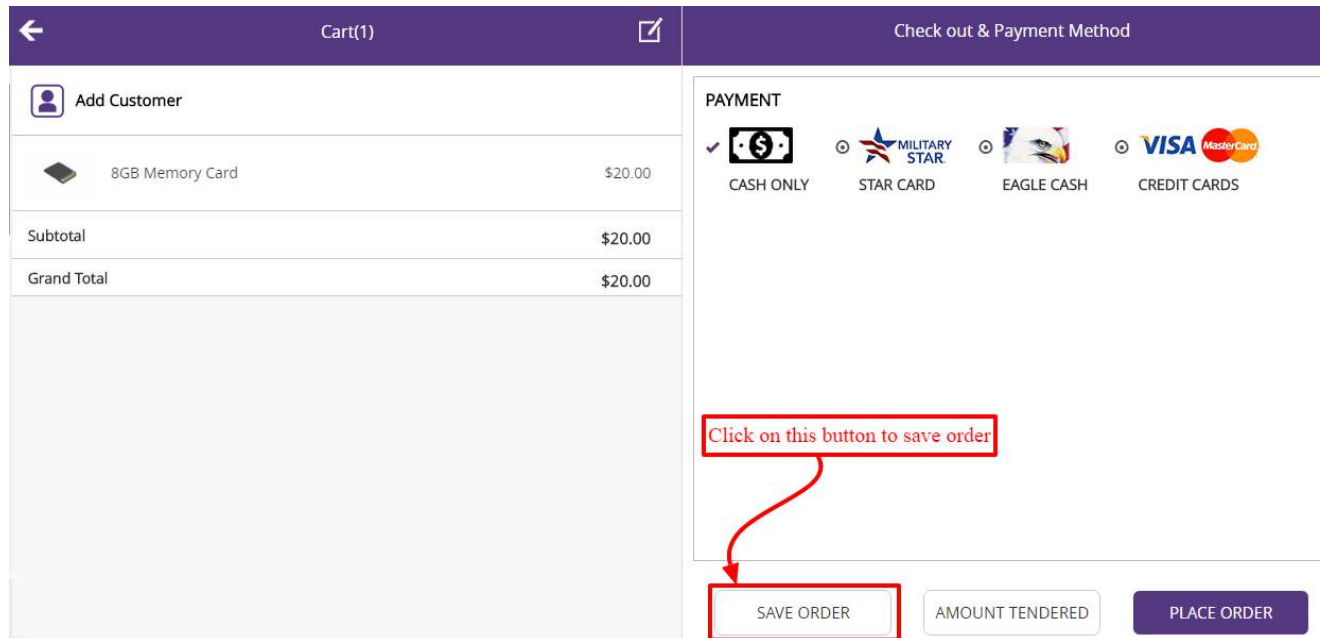 Cart(1)
Add Customer
8GB Memory Card $20.00
Subtotal $20.00
Grand Total $20.00
Check out & Payment Method
PAYMENT
MILITARY
STAR
VISA MasterCard
CASH ONLY STAR CARD EAGLE CASH CREDIT CARDS
Click on this button to save order
SAVE ORDER AMOUNT TENDERED PLACE ORDER